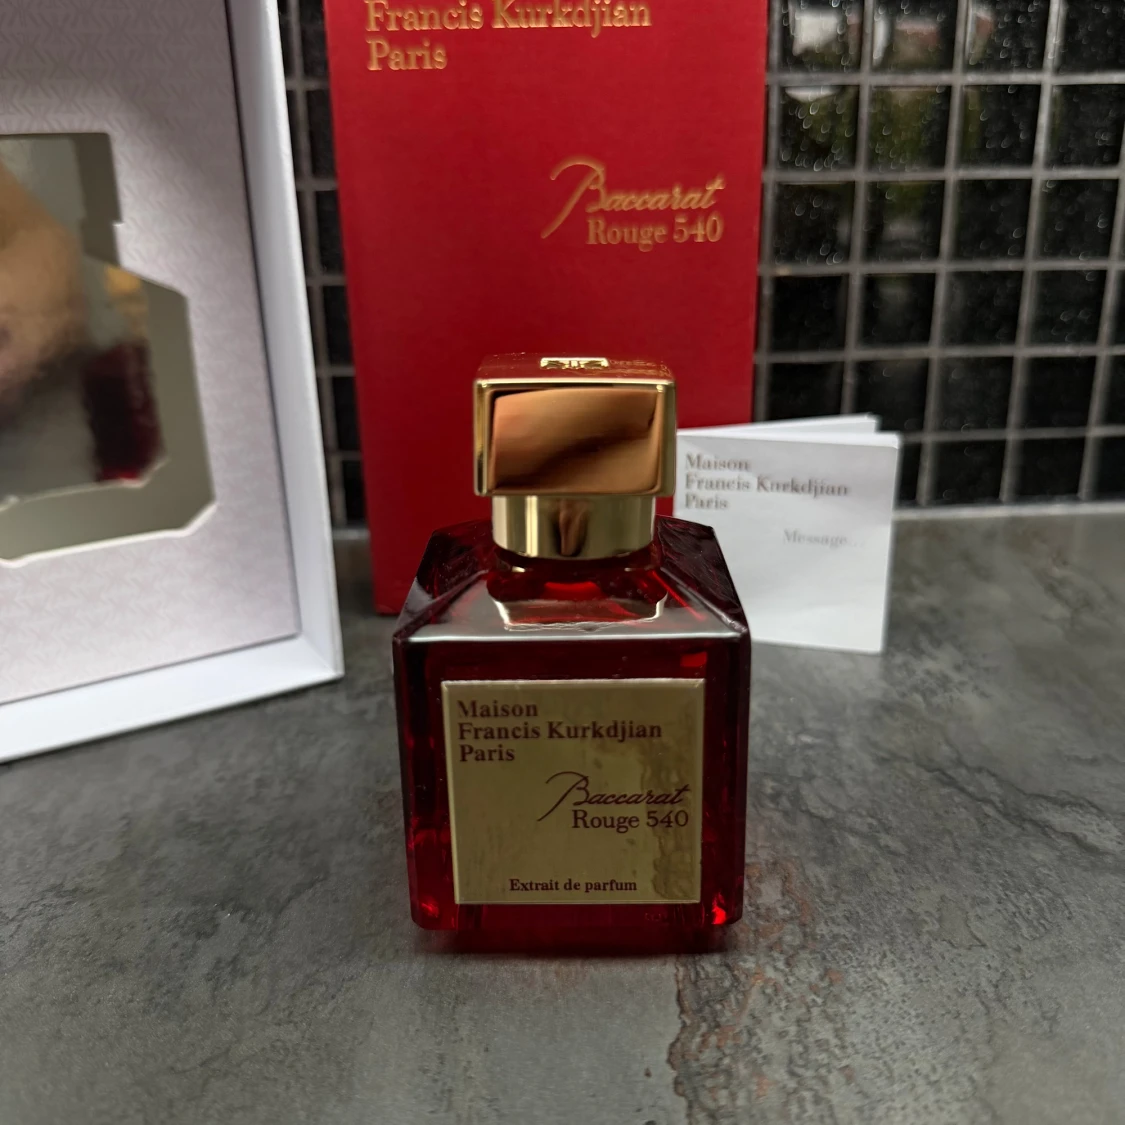 Francis Kurkdjian
Paris
Baccarat
Rouge 540
Maison
Francis Kurkdjian
Paris
Message...
Maison
Francis Kurkdjian
Paris
Baccarat
Rouge 540
Extrait de parfum